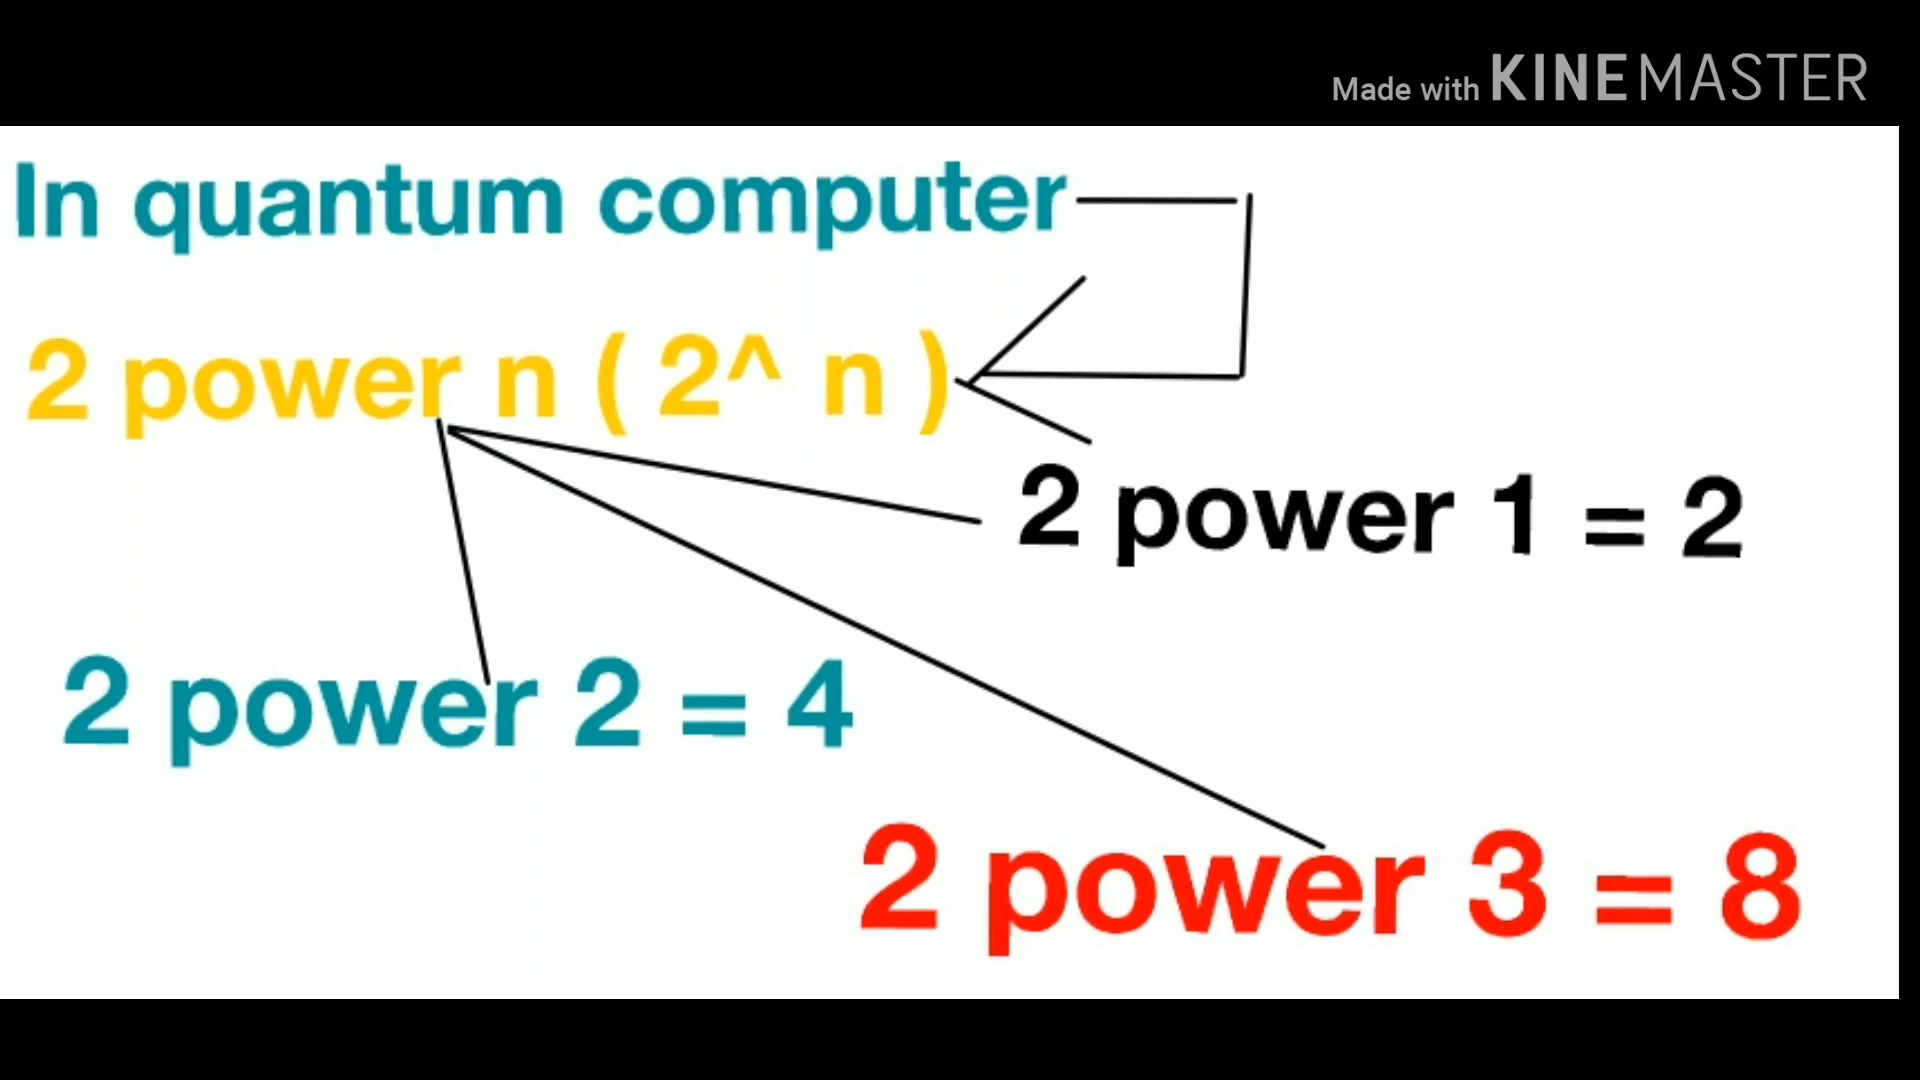 Made with KINEMASTER
In quantum computer
2 power n ( 2^ n )
2 power 1 = 2
2 power 2 = 4
2 power 3 = 8